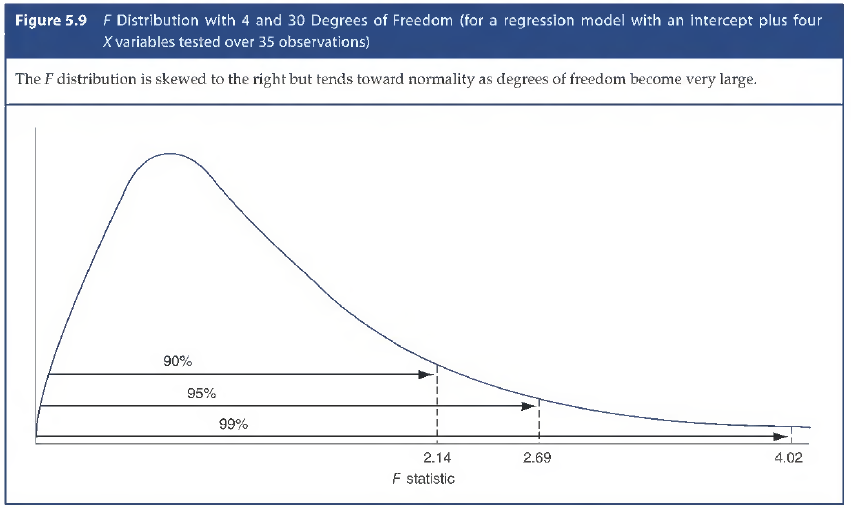 Figure 5.9 F Distribution with 4 and 30 Degrees of Freedom (for a regression model with an intercept plus four
X variables tested over 35 observations)
The F distribution is skewed to the right but tends toward normality as degrees of freedom become very large.
90%
95%
99%
2.14 2.69 4.02
F statistic